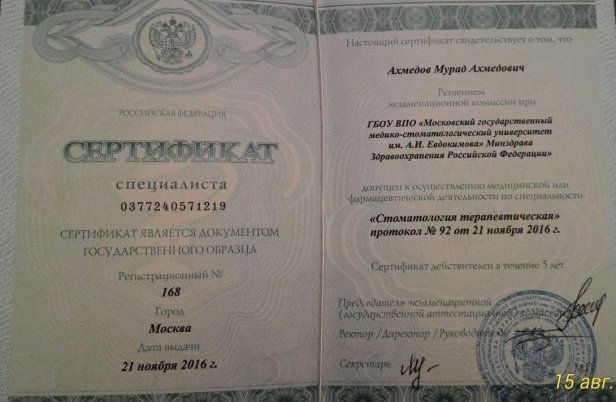 РОССИЙСКАЯ ФЕДЕРАЦИЯ
СЕРТИФИКАТ
специалиста
0377240571219
СЕРТИФИКАТ ЯВЛЯЕТСЯ ДОКУМЕНТОМ
ГОСУДАРСТВЕННОГО ОБРАЗЦА
Регистрационный №
168
Город
Москва
Дата выдачи
21 ноября 2016 г.
Настоящий сертификат свидетельствует о том, что
Ахмедов Мурад Ахмедович
Решением
экзаменационной комиссии при
ГБОУ ВПО «Московский государственный
медико-стоматологический университет
им. А.И. Евдокимова» Минздрава
Здравоохранения Российской Федерации»
допущен к осуществлению медицинской или
фармацевтической деятельности по специальности
«Стоматология терапевтическая»
протокол № 92 от 21 ноября 2016 г.
Сертификат действителен в течение 5 лет.
Председатель экзаменационной
(государственной аттестационной) комиссии
Ректор /Директор /Руководитель
Секретарь
М.П.
15 авг.